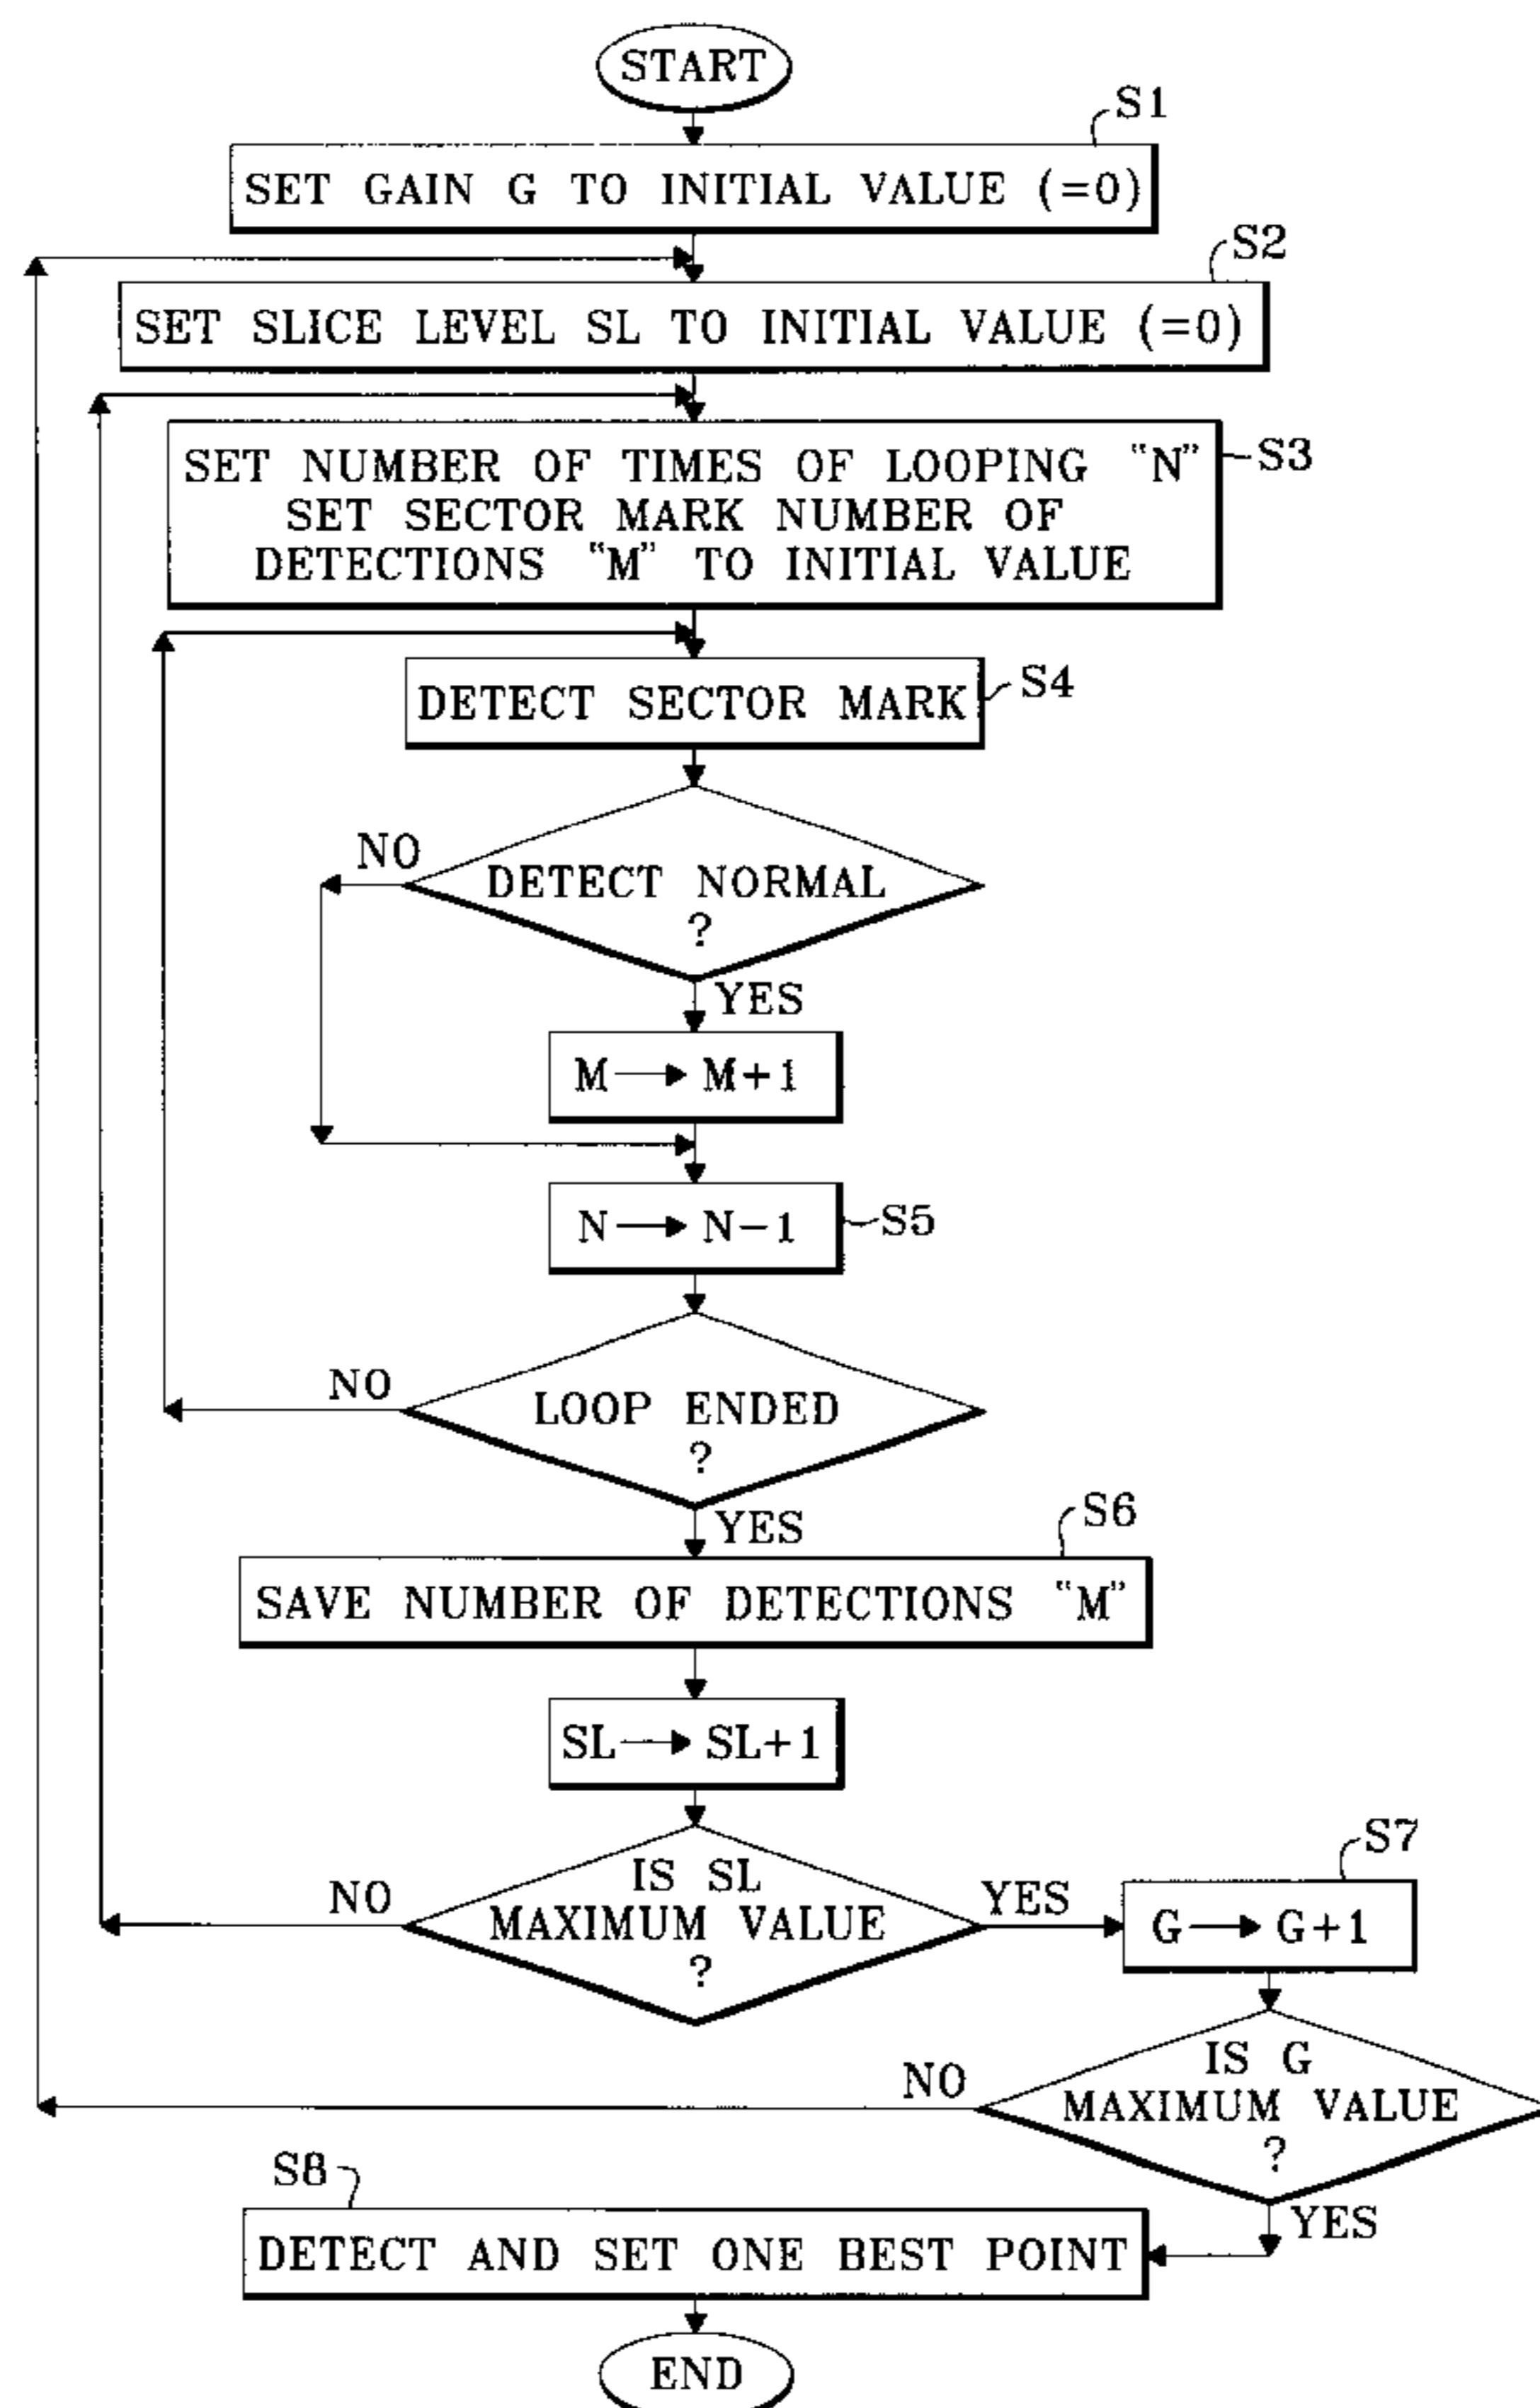 START
S1
SET GAIN G TO INITIAL VALUE (=0)
S2
SET SLICE LEVEL SL TO INITIAL VALUE (=0)
S3
SET NUMBER OF TIMES OF LOOPING "N"
SET SECTOR MARK NUMBER OF
DETECTIONS "M" TO INITIAL VALUE
S4
DETECT SECTOR MARK
NO
DETECT NORMAL
?
YES
M → M+1
N → N-1
S5
NO
LOOP ENDED
?
YES
S6
SAVE NUMBER OF DETECTIONS "M"
SL → SL+1
NO
IS SL
MAXIMUM VALUE
?
YES
S7
G → G+1
NO
IS G
MAXIMUM VALUE
?
YES
S8
DETECT AND SET ONE BEST POINT
END